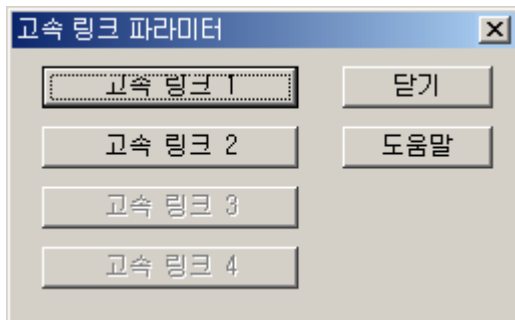 고속 링크 파라미터
고속 링크 1
닫기
고속 링크 2
도움말
고속 링크 3
고속 링크 4